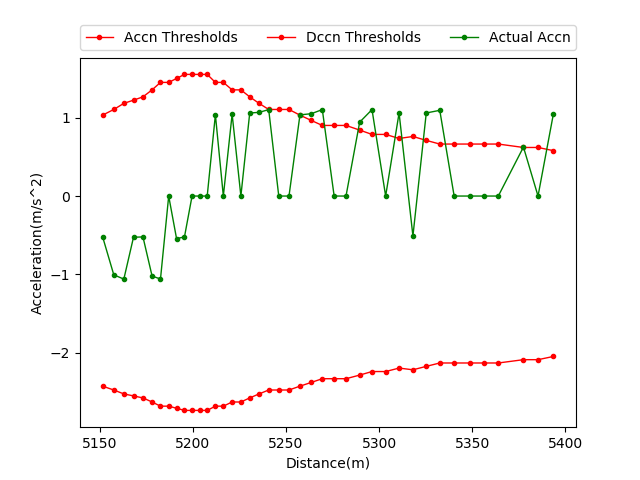 Accn Thresholds Dccn Thresholds Actual Accn
Acceleration(m/s^2)
1
0
−1
−2
5150 5200 5250 5300 5350 5400
Distance(m)